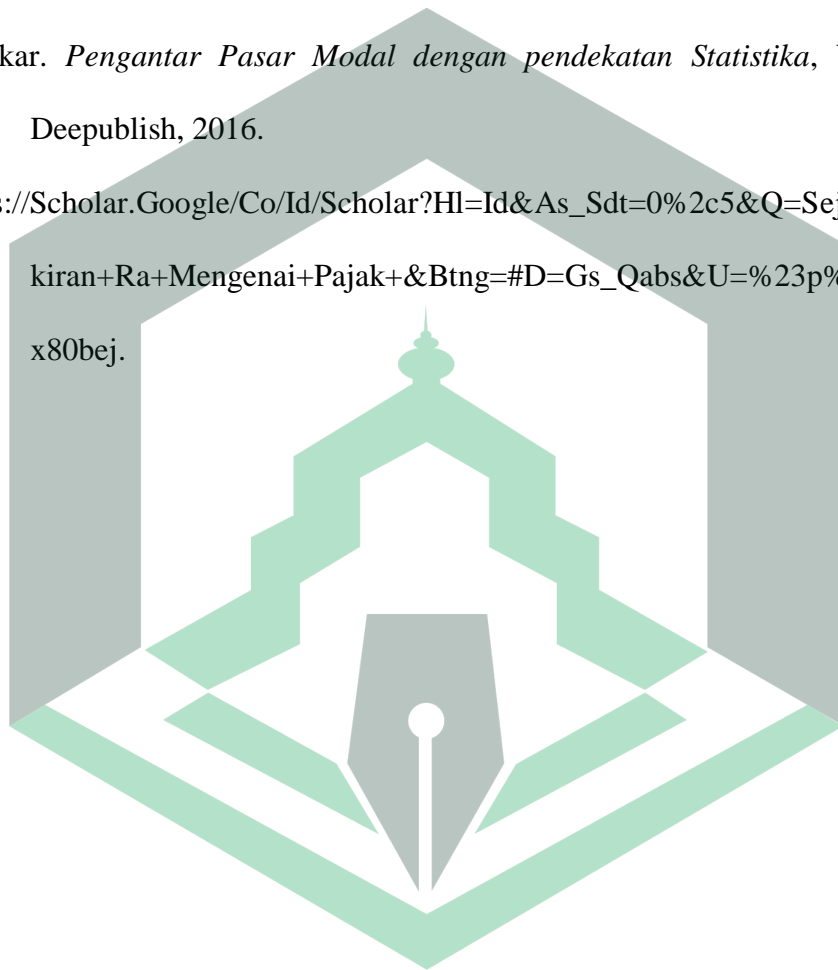 kar. Pengantar Pasar Modal dengan pendekatan Statistika,
Deepublish, 2016.
s://Scholar.Google/Co/Id/Scholar?Hl=Id&As_Sdt=0%2c5&Q=Sej
kiran+Ra+Mengenai+Pajak+&Btng=#D=Gs_Qabs&U=%23p%
x80bej.